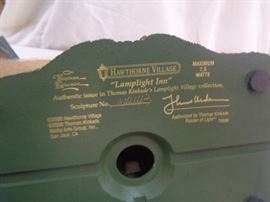 HAWTHORNE VILLAGE
MAXIMUM
7.5
WATTS
"Lamplight Inn"
Authentic issue in Thomas Kinkade's Lamplight Village collection.
Sculpture No.
©2000 Hawthorne Village
©2000 Thomas Kinkade,
Media Arts Group, Inc.,
San Jose, CA
Authorized by Thomas Kinkade
Painter of Light™